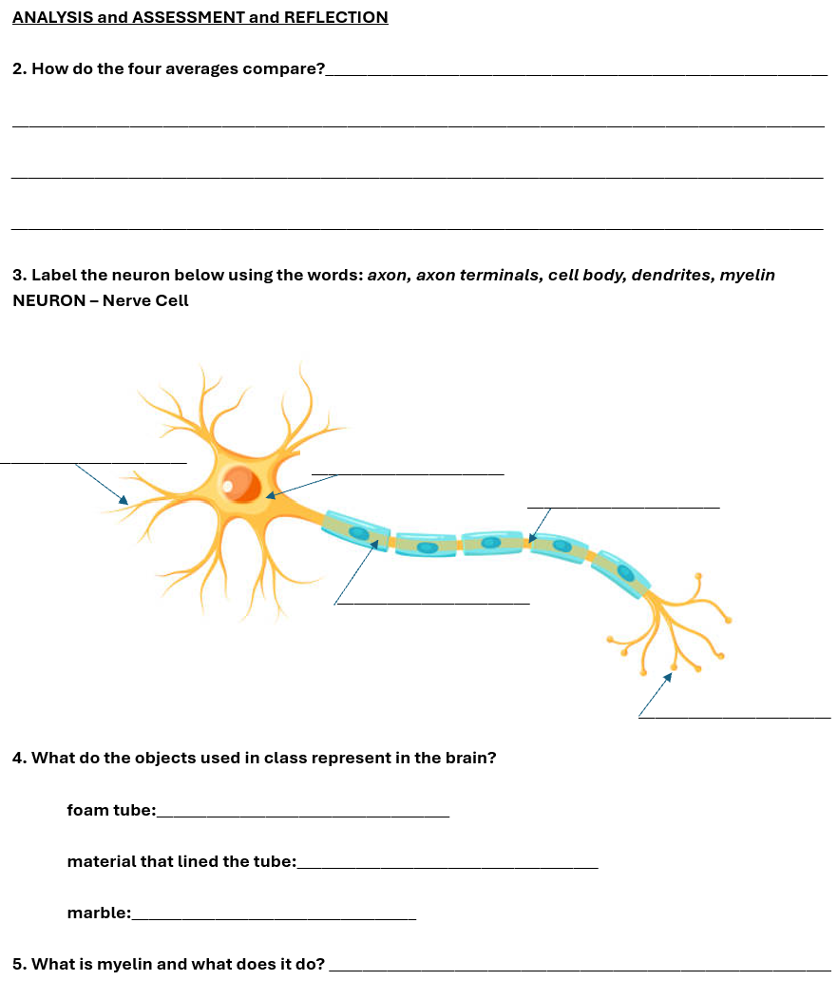 ANALYSIS and ASSESSMENT and REFLECTION
2. How do the four averages compare?
3. Label the neuron below using the words: axon, axon terminals, cell body, dendrites, myelin
NEURON – Nerve Cell
4. What do the objects used in class represent in the brain?
foam tube:
material that lined the tube:
marble:
5. What is myelin and what does it do?